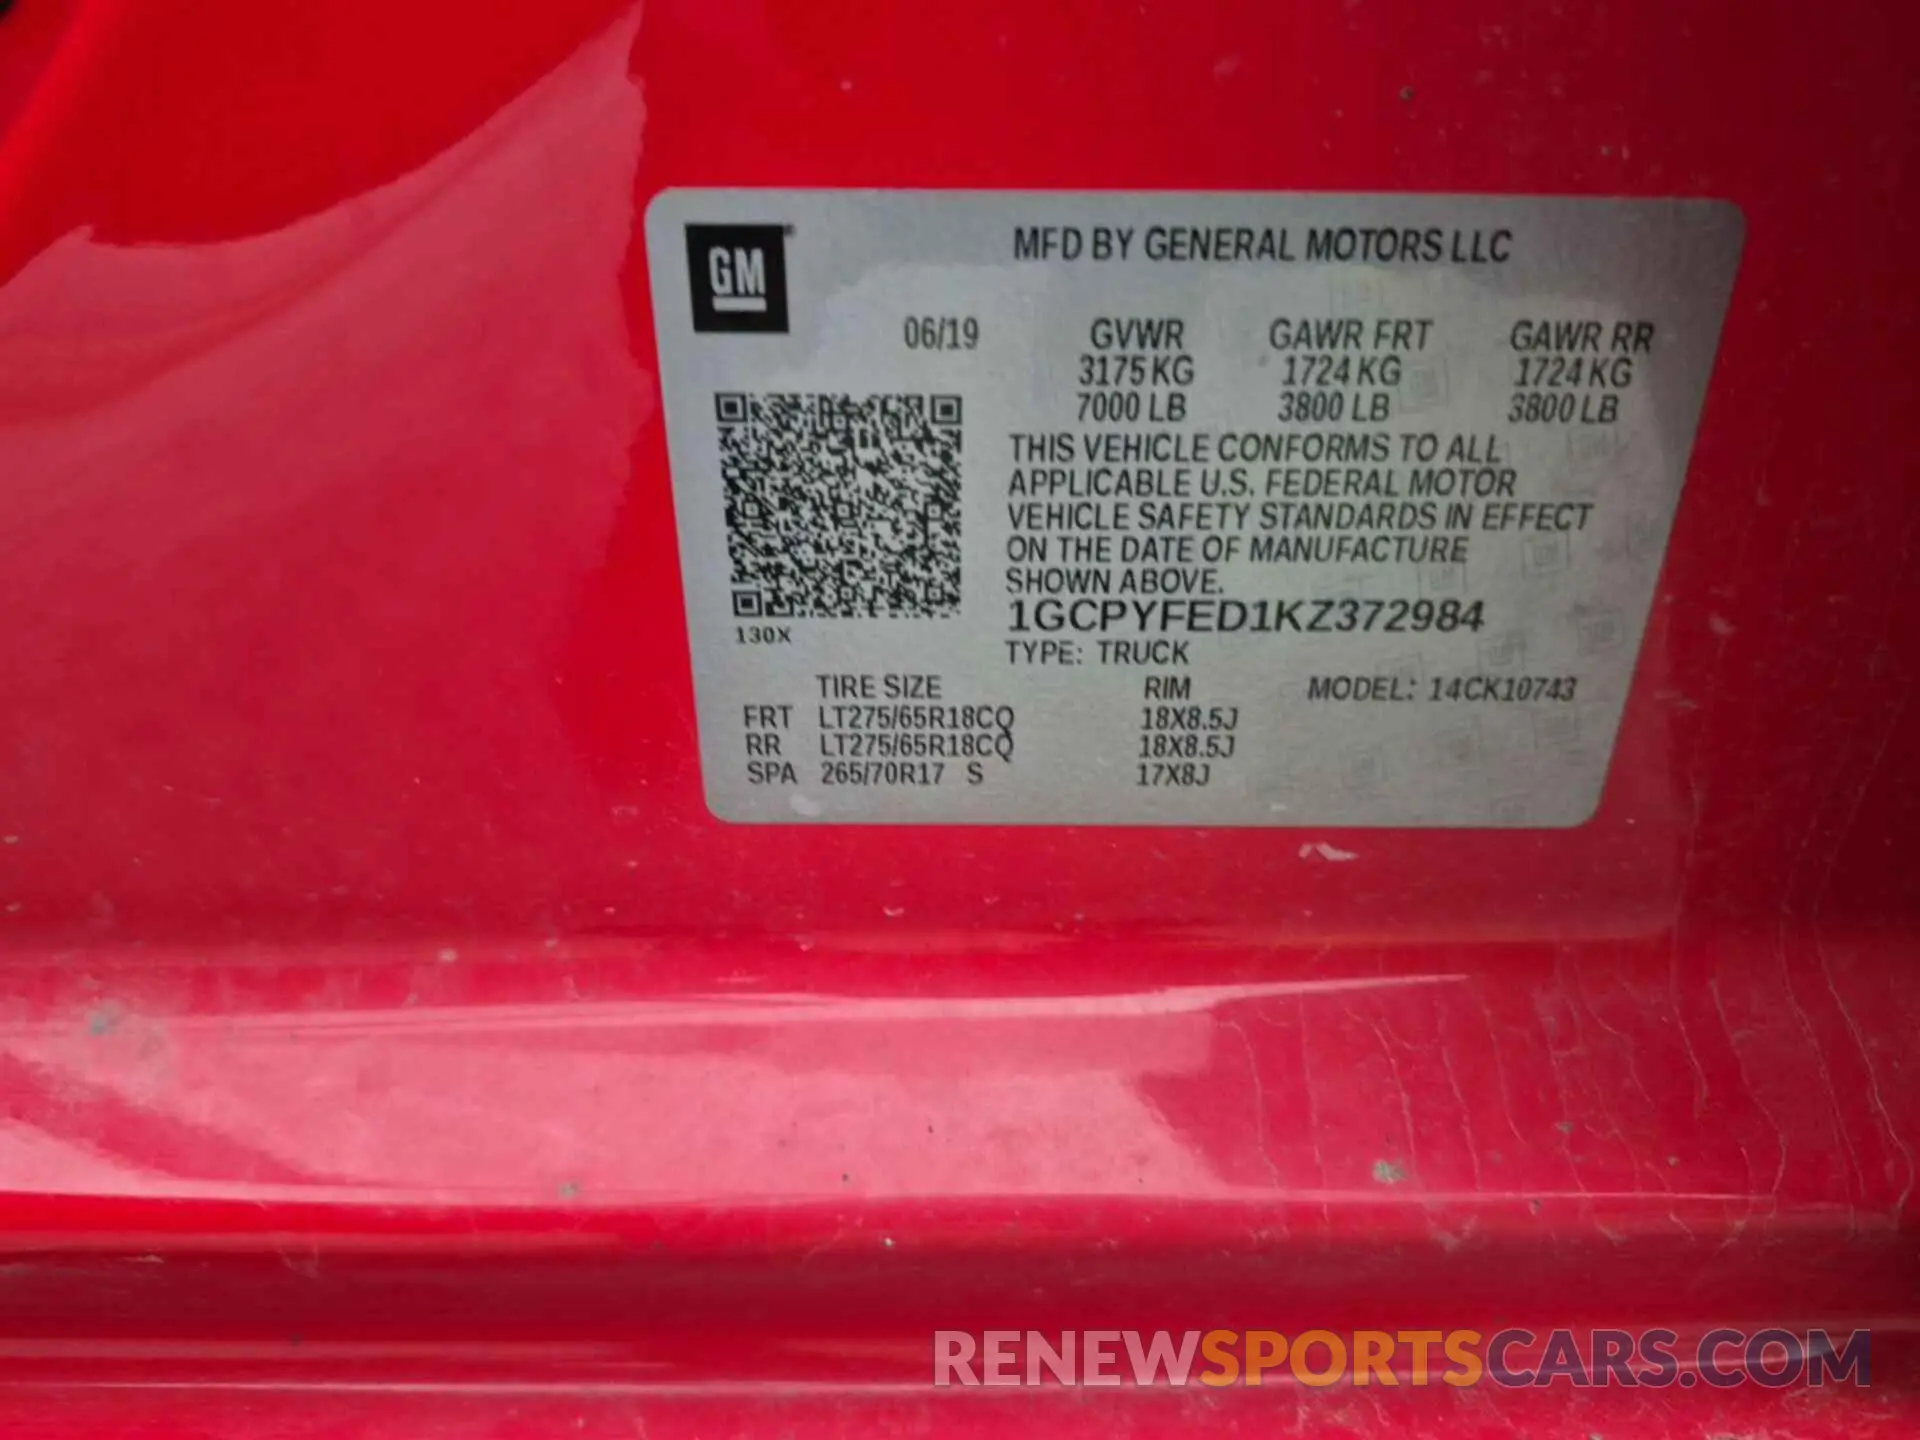 GM
MFD BY GENERAL MOTORS LLC
06/19 GVWR GAWR FRT GAWR RR
3175 KG 1724 KG 1724 KG
7000 LB 3800 LB 3800 LB
THIS VEHICLE CONFORMS TO ALL
APPLICABLE U.S. FEDERAL MOTOR
VEHICLE SAFETY STANDARDS IN EFFECT
ON THE DATE OF MANUFACTURE
SHOWN ABOVE.
1GCPYFED1KZ372984
130X
TYPE: TRUCK
TIRE SIZE RIM MODEL: 14CK10743
FRT LT275/65R18CQ 18X8.5J
RR LT275/65R18CQ 18X8.5J
SPA 265/70R17 S 17X8J
RENEWSPORTSCARS.COM